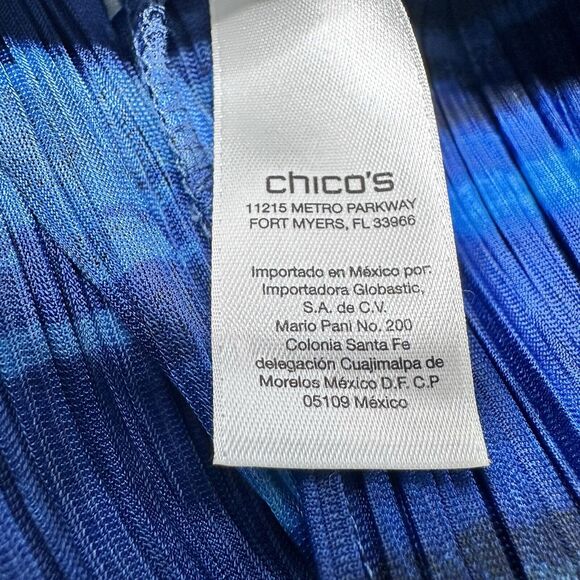 chico's
11215 METRO PARKWAY
FORT MYERS, FL 33966
Importado en México por:
Importadora Globastic,
S.A. de C.V.
Mario Pani No. 200
Colonia Santa Fe
delegación Cuajimalpa de
Morelos México D.F. C.P
05109 México